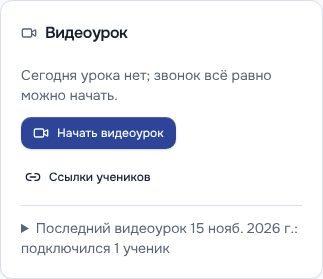 Видеоурок
Сегодня урока нет; звонок всё равно
можно начать.
Начать видеоурок
Ссылки учеников
Последний видеоурок 15 нояб. 2026 г.:
подключился 1 ученик